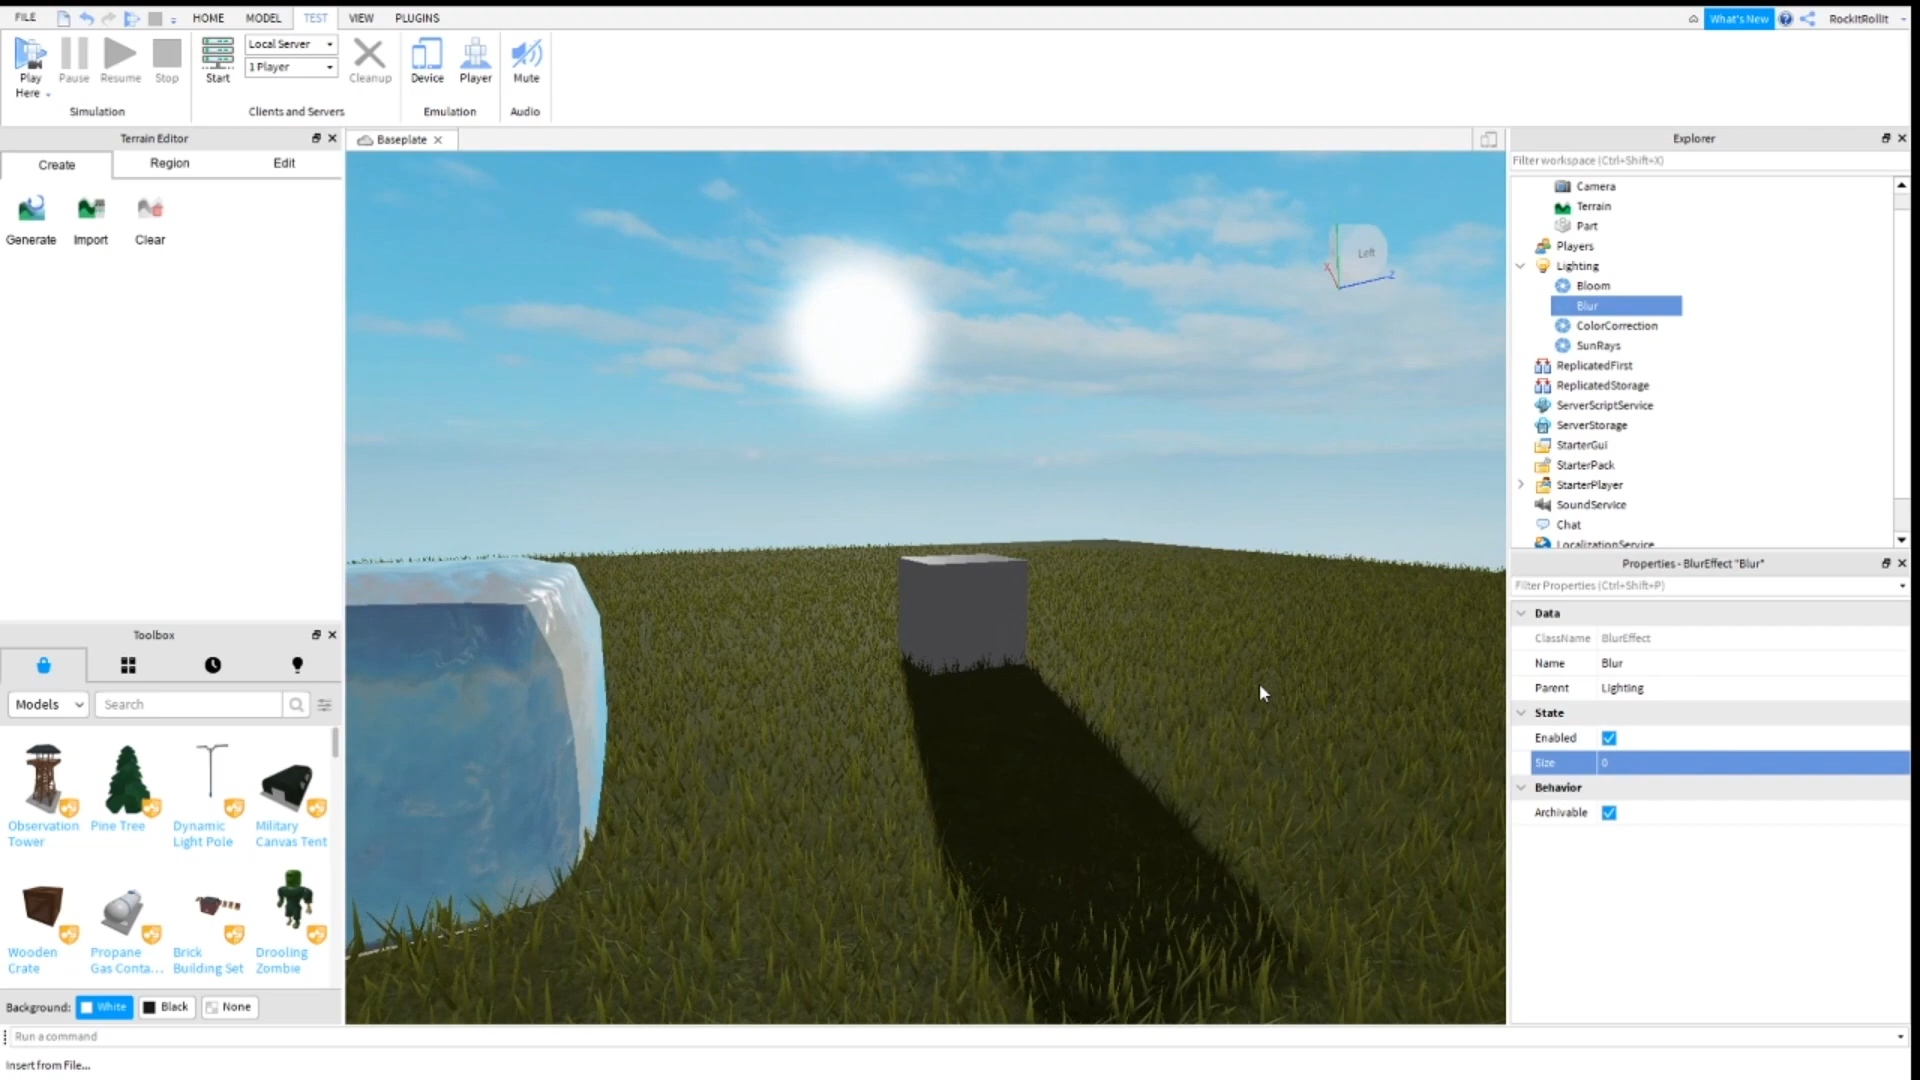 FILE HOME MODEL TEST VIEW PLUGINS What's New RockItRollIt
Play Here
Pause
Resume
Stop
Simulation
Start
Local Server
1 Player
Cleanup
Clients and Servers
Device
Player
Emulation
Mute
Audio
Terrain Editor
Create Region Edit
Generate Import Clear
Baseplate
Left
X
Z
Toolbox
Models Search
Observation Tower
Pine Tree
Dynamic Light Pole
Military Canvas Tent
Wooden Crate
Propane Gas Conta...
Brick Building Set
Drooling Zombie
Background: White Black None
Run a command
Insert from File...
Explorer
Filter workspace (Ctrl+Shift+X)
Camera
Terrain
Part
Players
Lighting
Bloom
Blur
ColorCorrection
SunRays
ReplicatedFirst
ReplicatedStorage
ServerScriptService
ServerStorage
StarterGui
StarterPack
StarterPlayer
SoundService
Chat
LocalizationService
Properties - BlurEffect "Blur"
Filter Properties (Ctrl+Shift+P)
Data
ClassName BlurEffect
Name Blur
Parent Lighting
State
Enabled
Size 0
Behavior
Archivable